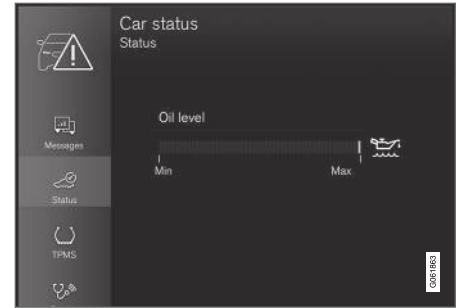 Car status
Status
Messages
Status
TPMS
Oil level
Min
Max
G061863